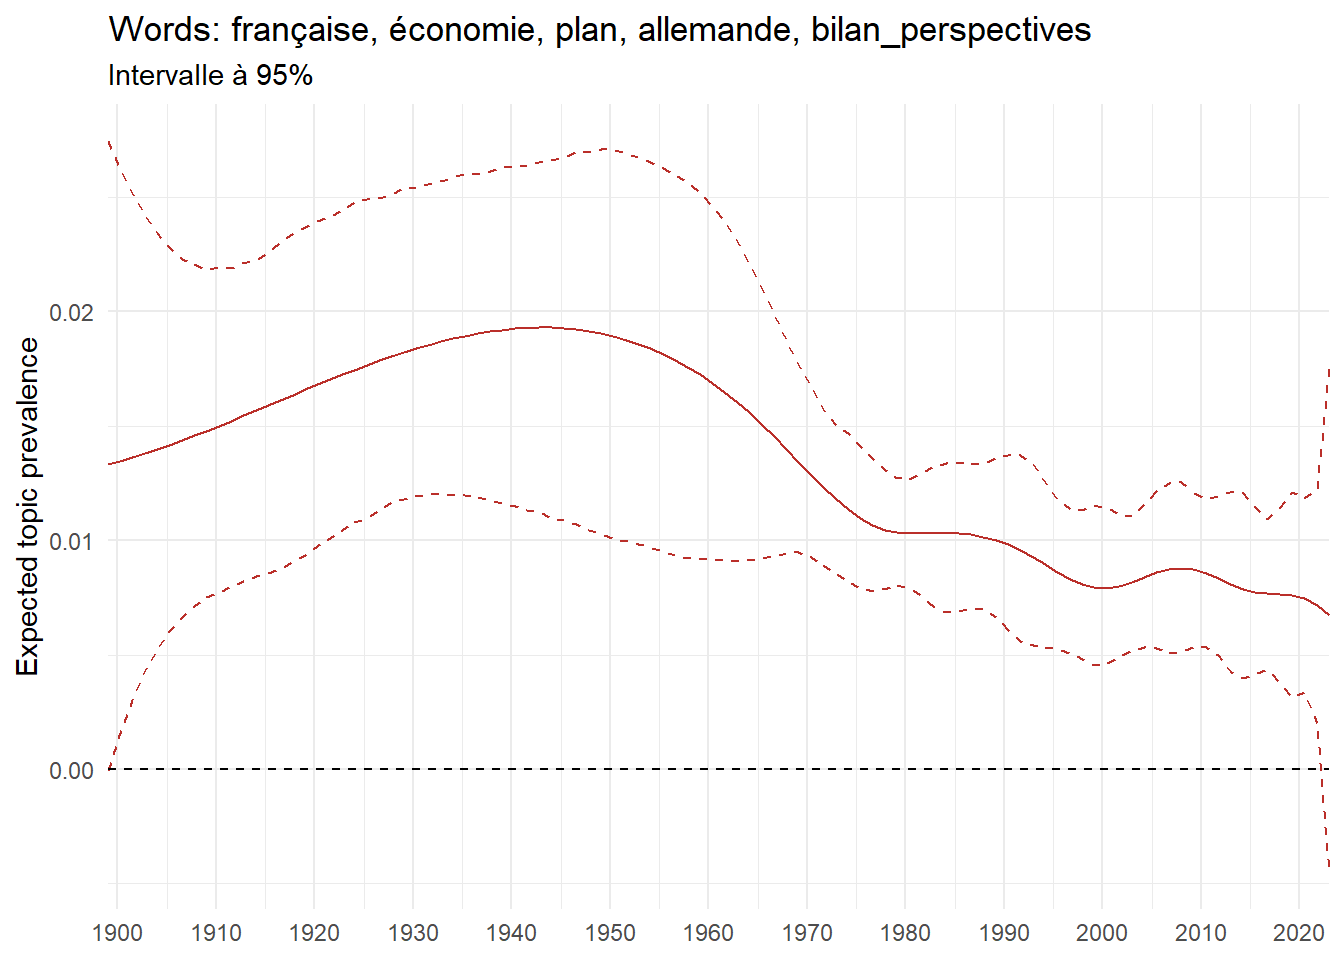 Words: française, économie, plan, allemande, bilan_perspectives
Intervalle à 95%
Expected topic prevalence
0.02
0.01
0.00
1900 1910 1920 1930 1940 1950 1960 1970 1980 1990 2000 2010 2020